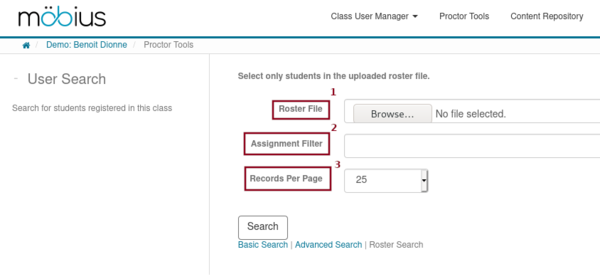 möbius
Class User Manager Proctor Tools Content Repository
/ Demo: Benoit Dionne / Proctor Tools
User Search
Search for students registered in this class
Select only students in the uploaded roster file.
1
Roster File Browse... No file selected.
2
Assignment Filter
3
Records Per Page 25
Search
Basic Search | Advanced Search | Roster Search